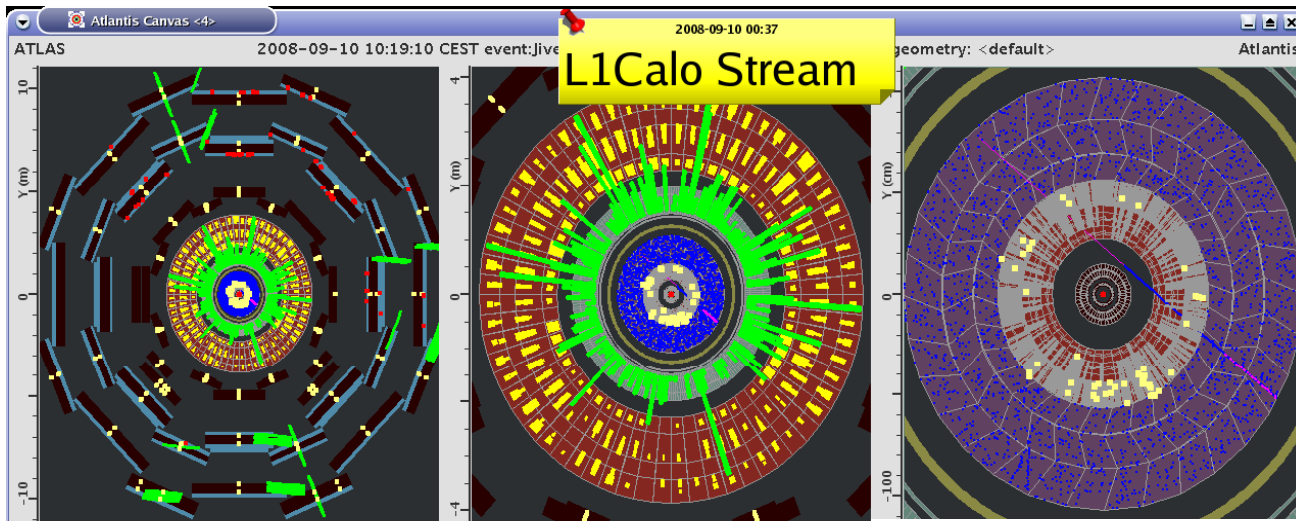 Atlantis Canvas <4>
2008-09-10 00:37
L1Calo Stream
ATLAS
2008-09-10 10:19:10 CEST event:Jive
geometry: <default>
Atlantis
10
Y (m)
0
-10
4
Y (m)
0
-4
Y (cm)
0
-100